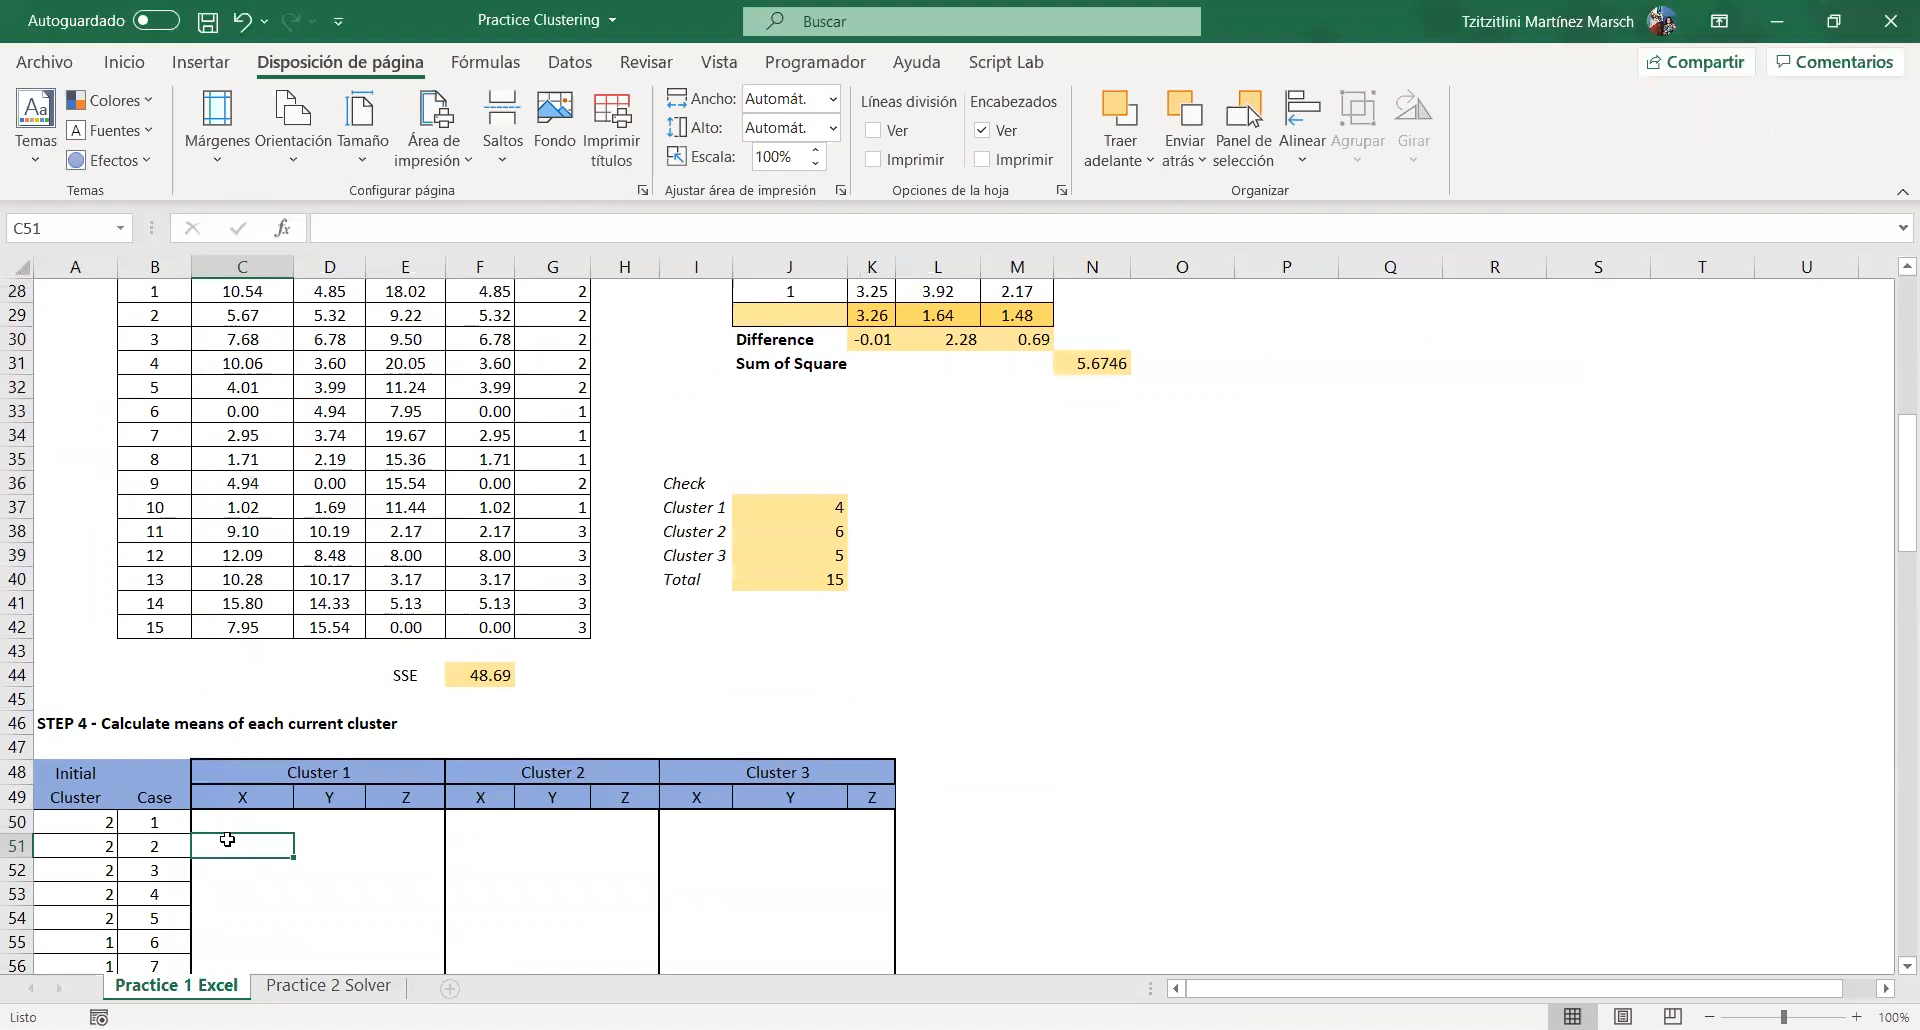 Autoguardado
Practice Clustering
Buscar
Tzitzitlini Martínez Marsch
Archivo Inicio Insertar Disposición de página Fórmulas Datos Revisar Vista Programador Ayuda Script Lab
Compartir Comentarios
Aa Temas
Colores
A Fuentes
Efectos
Temas
Márgenes Orientación Tamaño Área de impresión Saltos Fondo Imprimir títulos
Configurar página
Ancho: Automát.
Alto: Automát.
Escala: 100%
Ajustar área de impresión
Líneas división Encabezados
Ver Ver
Imprimir Imprimir
Opciones de la hoja
Traer adelante Enviar atrás Panel de selección Alinear Agrupar Girar
Organizar
C51 fx
A B C D E F G H I J K L M N O P Q R S T U
28 1 10.54 4.85 18.02 4.85 2 1 3.25 3.92 2.17
29 2 5.67 5.32 9.22 5.32 2 3.26 1.64 1.48
30 3 7.68 6.78 9.50 6.78 2 Difference -0.01 2.28 0.69
31 4 10.06 3.60 20.05 3.60 2 Sum of Square 5.6746
32 5 4.01 3.99 11.24 3.99 2
33 6 0.00 4.94 7.95 0.00 1
34 7 2.95 3.74 19.67 2.95 1
35 8 1.71 2.19 15.36 1.71 1
36 9 4.94 0.00 15.54 0.00 2 Check
37 10 1.02 1.69 11.44 1.02 1 Cluster 1 4
38 11 9.10 10.19 2.17 2.17 3 Cluster 2 6
39 12 12.09 8.48 8.00 8.00 3 Cluster 3 5
40 13 10.28 10.17 3.17 3.17 3 Total 15
41 14 15.80 14.33 5.13 5.13 3
42 15 7.95 15.54 0.00 0.00 3
43
44 SSE 48.69
45
46 STEP 4 - Calculate means of each current cluster
47
48 Initial Cluster 1 Cluster 2 Cluster 3
49 Cluster Case X Y Z X Y Z X Y Z
50 2 1
51 2 2
52 2 3
53 2 4
54 2 5
55 1 6
56 1 7
Practice 1 Excel Practice 2 Solver
Listo 100%